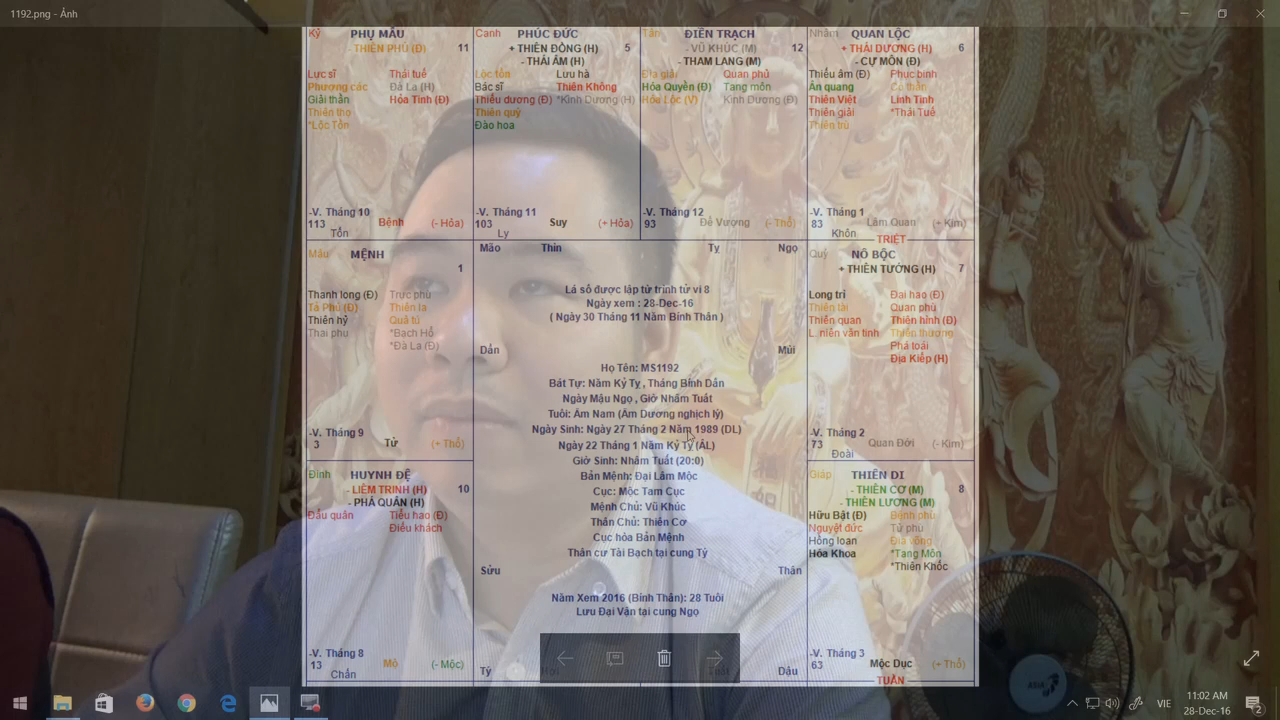 1192.png - Ảnh
Kỷ PHỤ MẪU
- THIÊN PHỦ (Đ) 11
Lực sĩ Thái tuế
Phượng các Đà La (H)
Giải thần Hỏa Tinh (Đ)
Thiên thọ
*Lộc Tồn
-V. Tháng 10
113 Bệnh (- Hỏa)
Tốn
Canh PHÚC ĐỨC
+ THIÊN ĐỒNG (H) 5
- THÁI ÂM (H)
Lộc tồn Lưu hà
Bác sĩ Thiên Không
Thiếu dương (Đ) *Kình Dương (H)
Thiên quý
Đào hoa
-V. Tháng 11
103 Suy (+ Hỏa)
Ly
Tân ĐIỀN TRẠCH
- VŨ KHÚC (M) 12
- THAM LANG (M)
Địa giải Quan phủ
Hóa Quyền (Đ) Tang môn
Hóa Lộc (V) Kình Dương (Đ)
-V. Tháng 12
93 Đế Vượng (- Thổ)
Nhâm QUAN LỘC
+ THÁI DƯƠNG (H) 6
- CỰ MÔN (Đ)
Thiếu âm (Đ) Phục binh
Ân quang Cô thần
Thiên Việt Linh Tinh
Thiên giải *Thái Tuế
Thiên trù
-V. Tháng 1
83 Lâm Quan (+ Kim)
Khôn
TRIỆT
Mậu MỆNH
1
Thanh long (Đ) Trực phù
Tả Phù (Đ) Thiên la
Thiên hỷ Quả tú
Thai phụ *Bạch Hổ
*Đà La (Đ)
-V. Tháng 9
3 Tử (+ Thổ)
Mão Thìn Tỵ Ngọ
Lá số được lập từ trình tử vi 8
Ngày xem : 28-Dec-16
( Ngày 30 Tháng 11 Năm Bính Thân )
Dần Mùi
Họ Tên: MS1192
Bát Tự: Năm Kỷ Tỵ , Tháng Bính Dần
Ngày Mậu Ngọ , Giờ Nhâm Tuất
Tuổi: Âm Nam (Âm Dương nghịch lý)
Ngày Sinh: Ngày 27 Tháng 2 Năm 1989 (DL)
Ngày 22 Tháng 1 Năm Kỷ Tỵ (ÂL)
Giờ Sinh: Nhâm Tuất (20:0)
Bản Mệnh: Đại Lâm Mộc
Cục: Mộc Tam Cục
Mệnh Chủ: Vũ Khúc
Thân Chủ: Thiên Cơ
Cục hòa Bản Mệnh
Thân cư Tài Bạch tại cung Tý
Sửu Thân
Năm Xem 2016 (Bính Thân): 28 Tuổi
Lưu Đại Vận tại cung Ngọ
Tý Tuất Dậu
Quý NÔ BỘC
+ THIÊN TƯỚNG (H) 7
Long trì Đại hao (Đ)
Thiên tài Quan phù
Thiên quan Thiên hình (Đ)
L.niên văn tinh Thiên thương
Phá toái
Địa Kiếp (H)
-V. Tháng 2
73 Quan Đới (- Kim)
Đoài
Đinh HUYNH ĐỆ
- LIÊM TRINH (H) 10
- PHÁ QUÂN (H)
Đẩu quân Tiểu hao (Đ)
Điếu khách
-V. Tháng 8
13 Mộ (- Mộc)
Chấn
Giáp THIÊN DI
- THIÊN CƠ (M) 8
- THIÊN LƯƠNG (M)
Hữu Bật (Đ) Bệnh phù
Nguyệt đức Tử phù
Hồng loan Địa võng
Hóa Khoa *Tang Môn
*Thiên Khốc
-V. Tháng 3
63 Mộc Dục (+ Thổ)
TUẦN
ASIA
VIE
11:02 AM
28-Dec-16
2